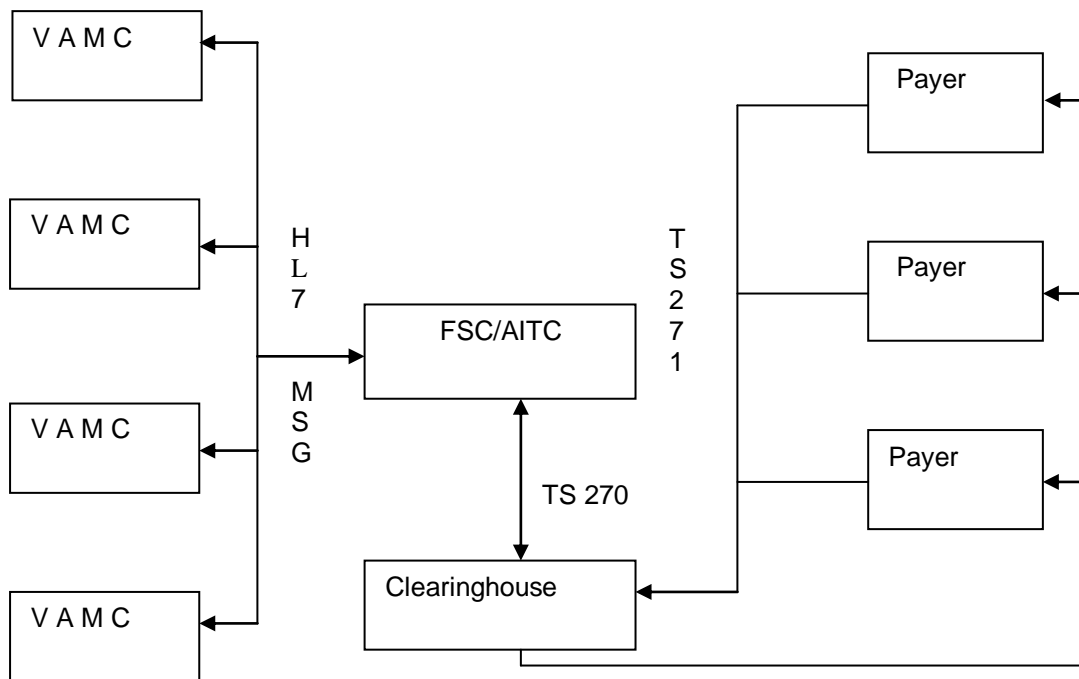 V A M C
V A M C
V A M C
V A M C
H
L
7
M
S
G
FSC/AITC
TS 270
Clearinghouse
T
S
2
7
1
Payer
Payer
Payer